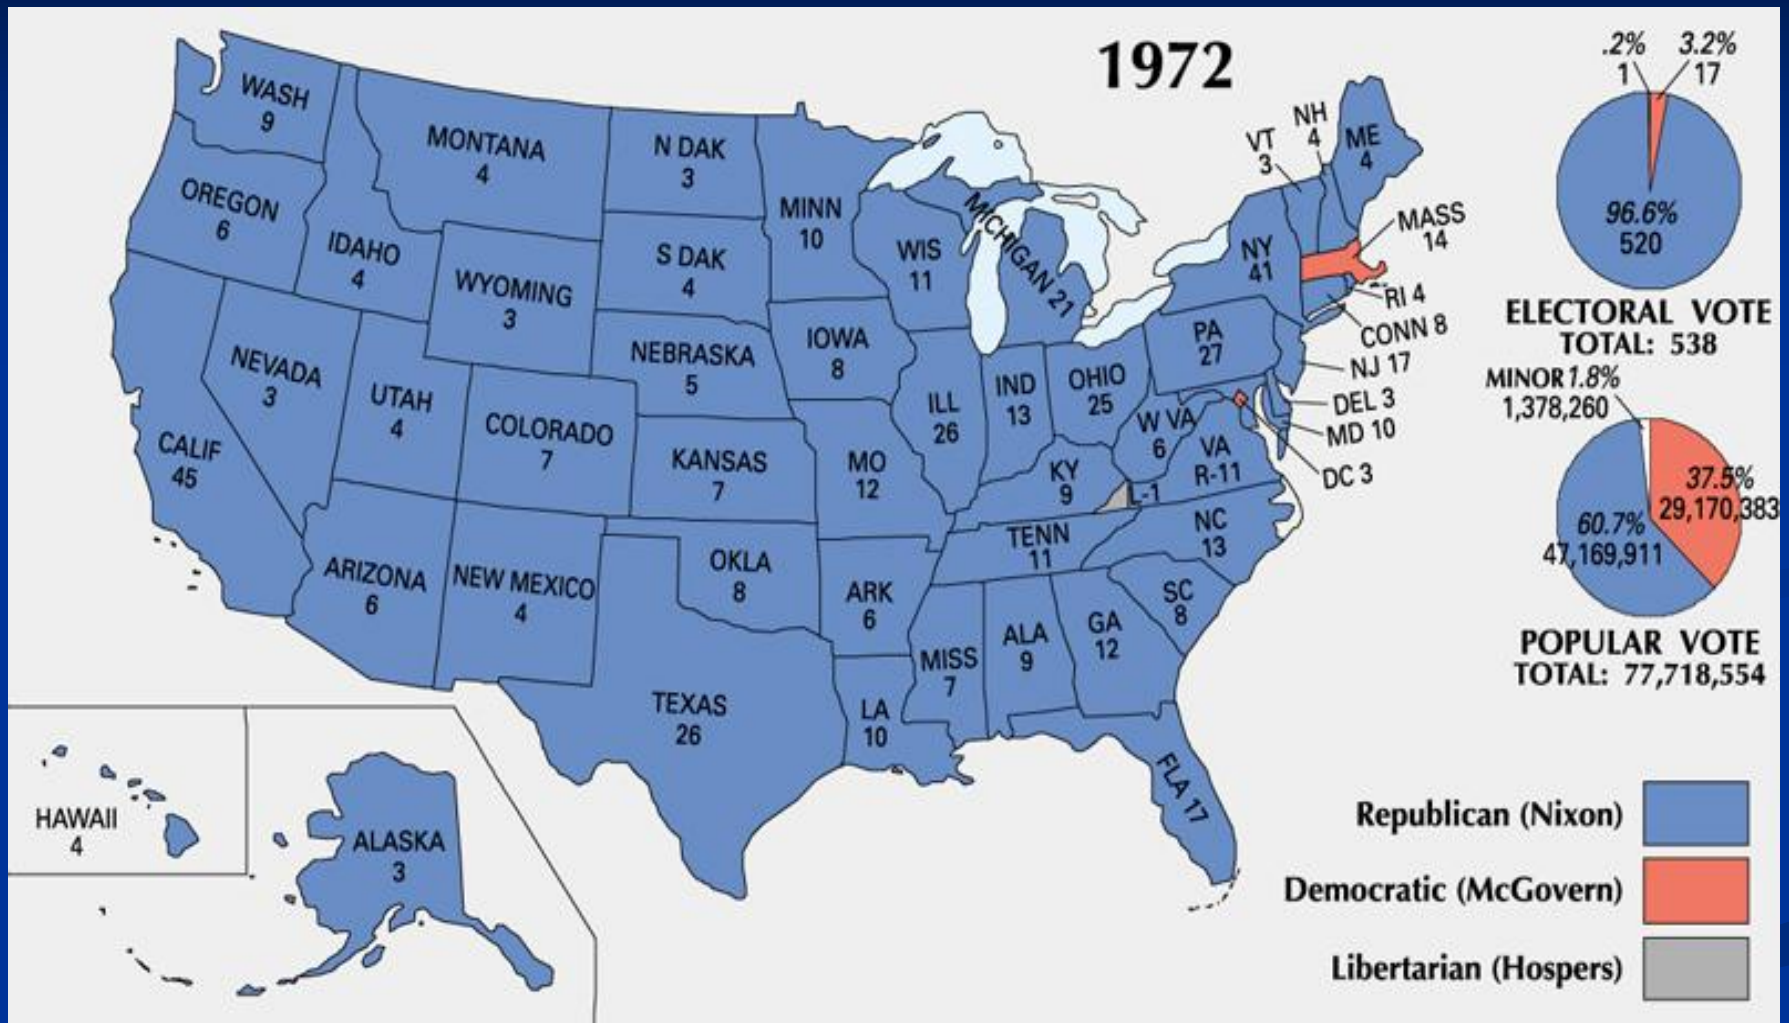 1972
WASH
9
MONTANA
4
N DAK
3
MINN
10
OREGON
6
IDAHO
4
WYOMING
3
S DAK
4
WIS
11
MICHIGAN 21
NY
41
VT
3
NH
4
ME
4
MASS
14
RI 4
CONN 8
NJ 17
DEL 3
MD 10
DC 3
NEVADA
3
UTAH
4
COLORADO
7
NEBRASKA
5
IOWA
8
ILL
26
IND
13
OHIO
25
PA
27
W VA
6
VA
R-11
L-1
CALIF
45
KANSAS
7
MO
12
KY
9
TENN
11
NC
13
ARIZONA
6
NEW MEXICO
4
OKLA
8
ARK
6
SC
8
MISS
7
ALA
9
GA
12
TEXAS
26
LA
10
FLA 17
HAWAII
4
ALASKA
3
.2%
1
3.2%
17
96.6%
520
ELECTORAL VOTE
TOTAL: 538
MINOR 1.8%
1,378,260
37.5%
29,170,383
60.7%
47,169,911
POPULAR VOTE
TOTAL: 77,718,554
Republican (Nixon)
Democratic (McGovern)
Libertarian (Hospers)